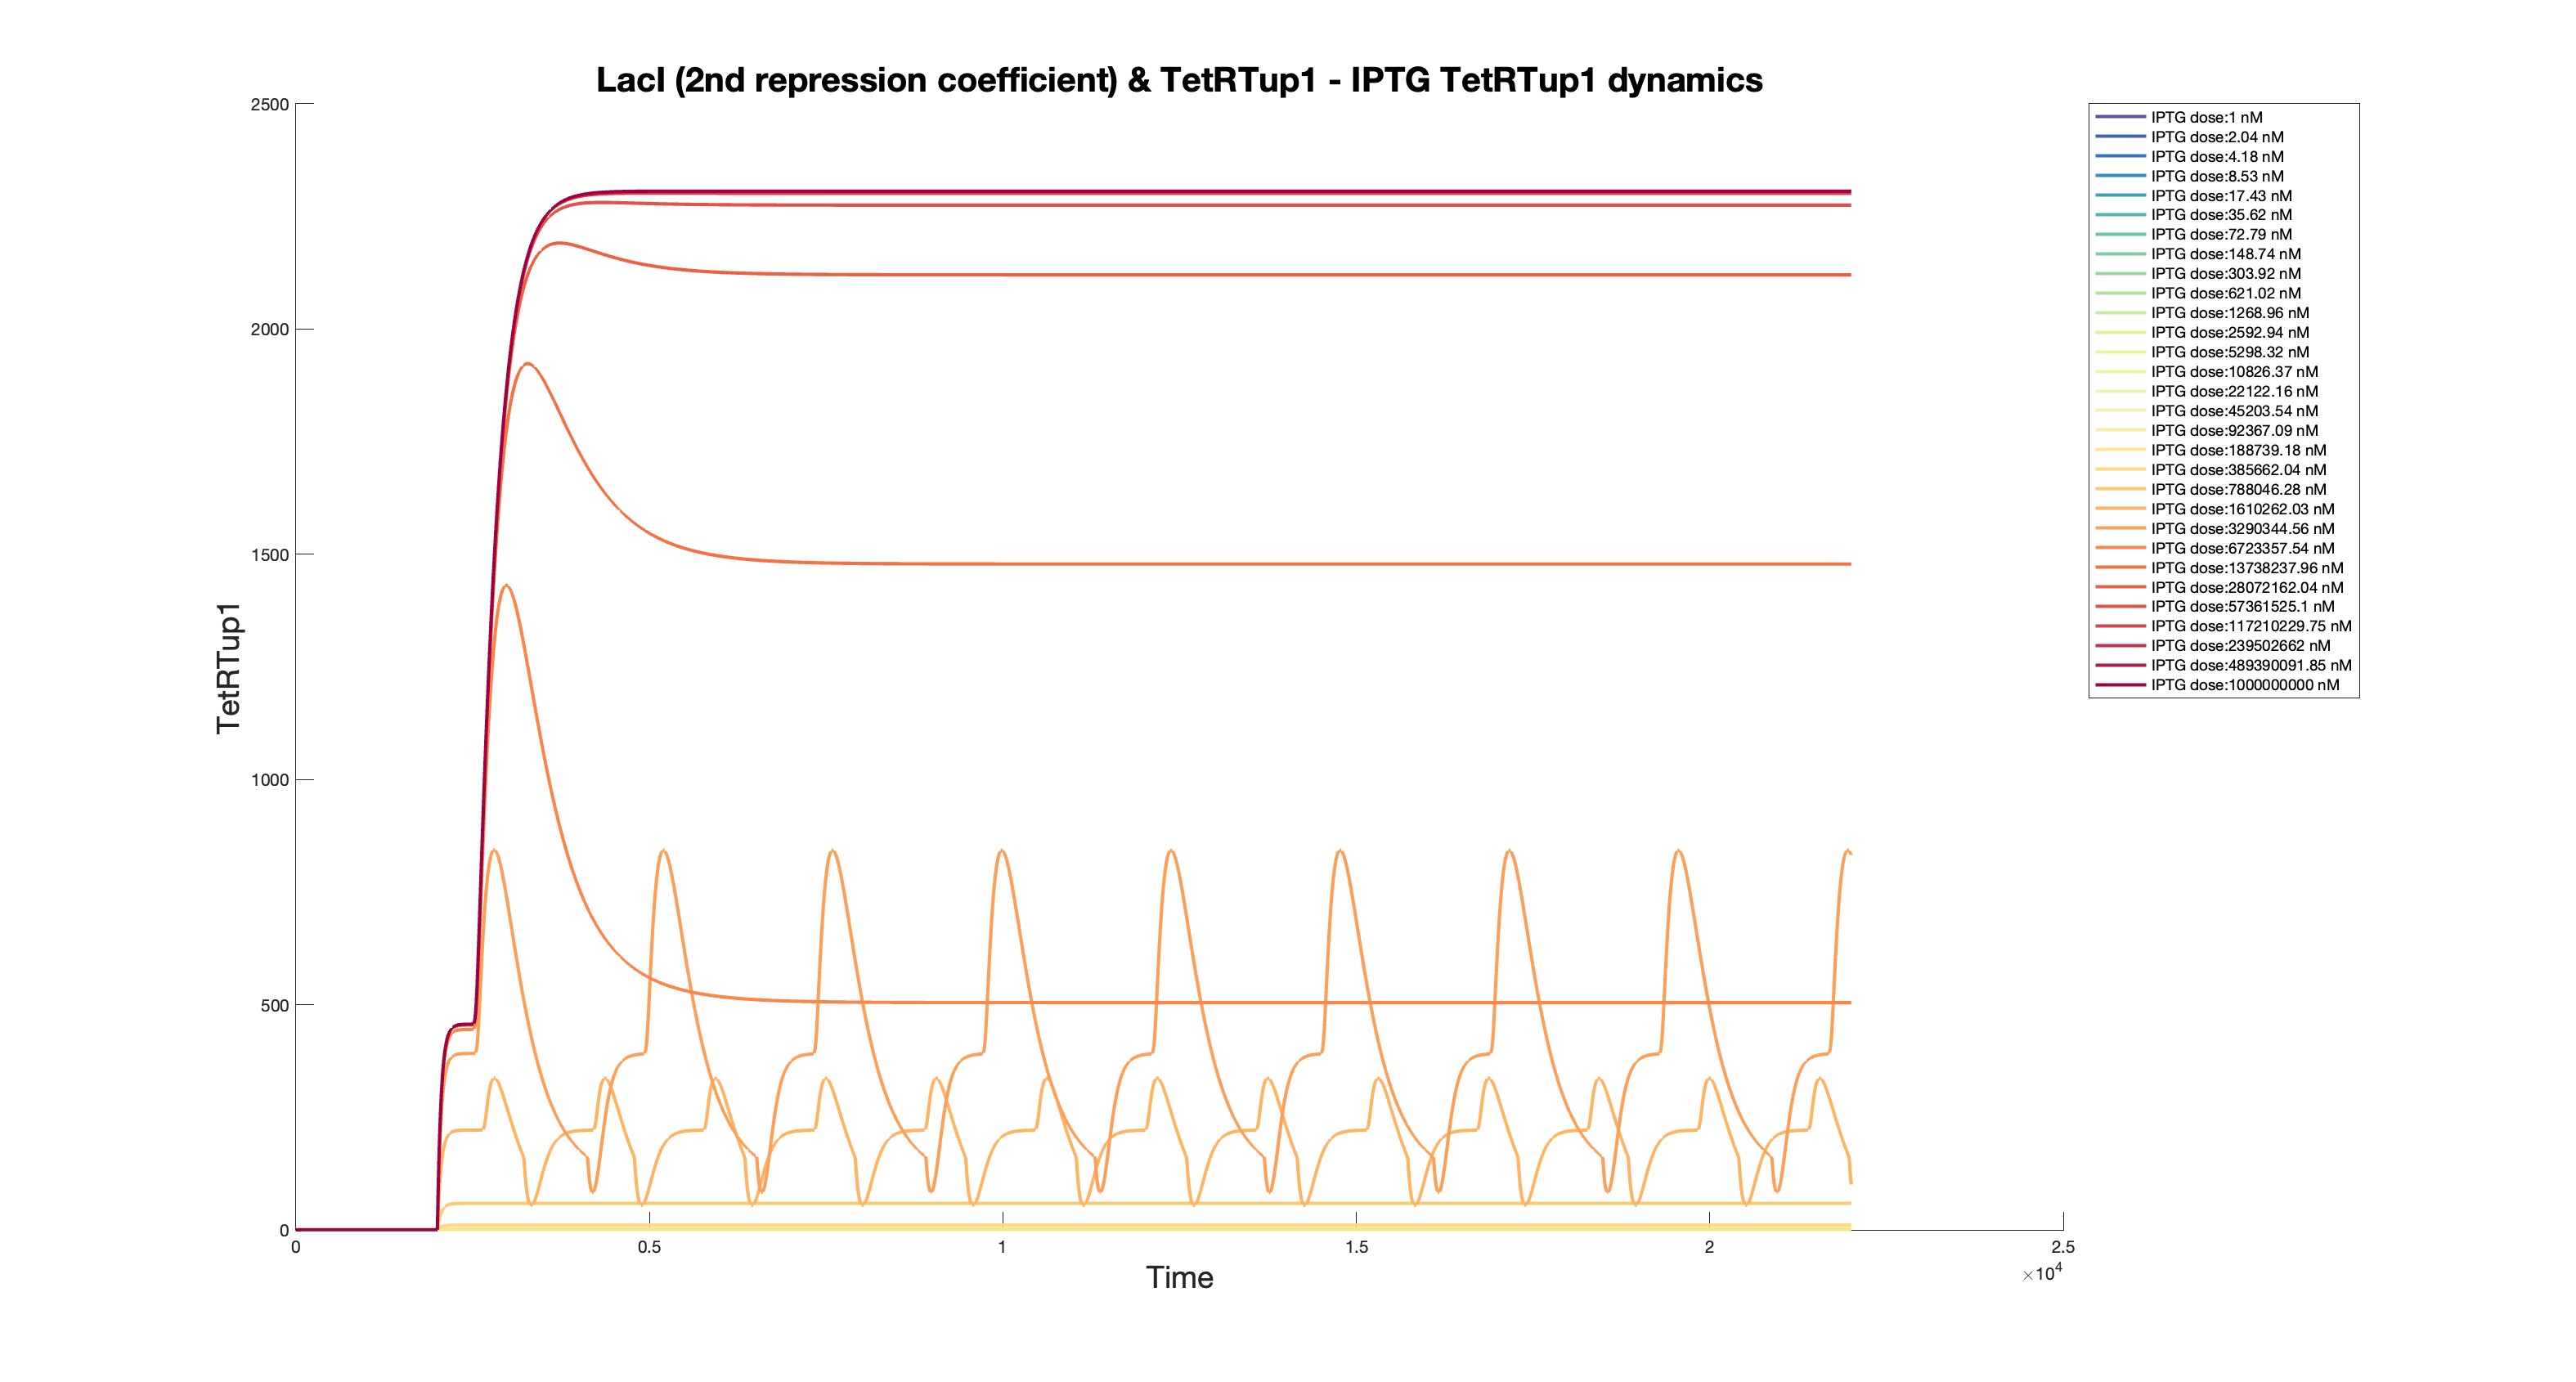 LacI (2nd repression coefficient) & TetRTup1 - IPTG TetRTup1 dynamics
2500
2000
1500
1000
500
0
TetRTup1
0
0.5
1
1.5
2
2.5
×10^4
Time
IPTG dose:1 nM
IPTG dose:2.04 nM
IPTG dose:4.18 nM
IPTG dose:8.53 nM
IPTG dose:17.43 nM
IPTG dose:35.62 nM
IPTG dose:72.79 nM
IPTG dose:148.74 nM
IPTG dose:303.92 nM
IPTG dose:621.02 nM
IPTG dose:1268.96 nM
IPTG dose:2592.94 nM
IPTG dose:5298.32 nM
IPTG dose:10826.37 nM
IPTG dose:22122.16 nM
IPTG dose:45203.54 nM
IPTG dose:92367.09 nM
IPTG dose:188739.18 nM
IPTG dose:385662.04 nM
IPTG dose:788046.28 nM
IPTG dose:1610262.03 nM
IPTG dose:3290344.56 nM
IPTG dose:6723357.54 nM
IPTG dose:13738237.96 nM
IPTG dose:28072162.04 nM
IPTG dose:57361525.1 nM
IPTG dose:117210229.75 nM
IPTG dose:239502662 nM
IPTG dose:489390091.85 nM
IPTG dose:1000000000 nM